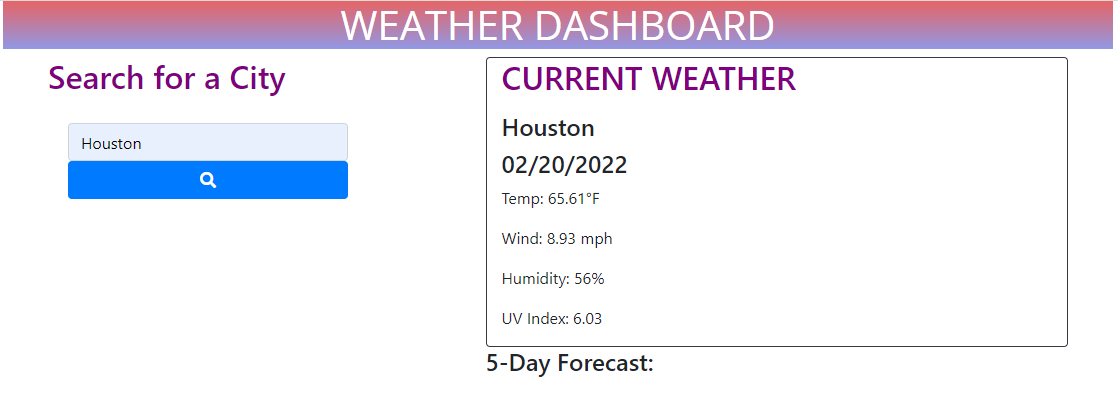 WEATHER DASHBOARD
Search for a City
Houston
CURRENT WEATHER
Houston
02/20/2022
Temp: 65.61°F
Wind: 8.93 mph
Humidity: 56%
UV Index: 6.03
5-Day Forecast: